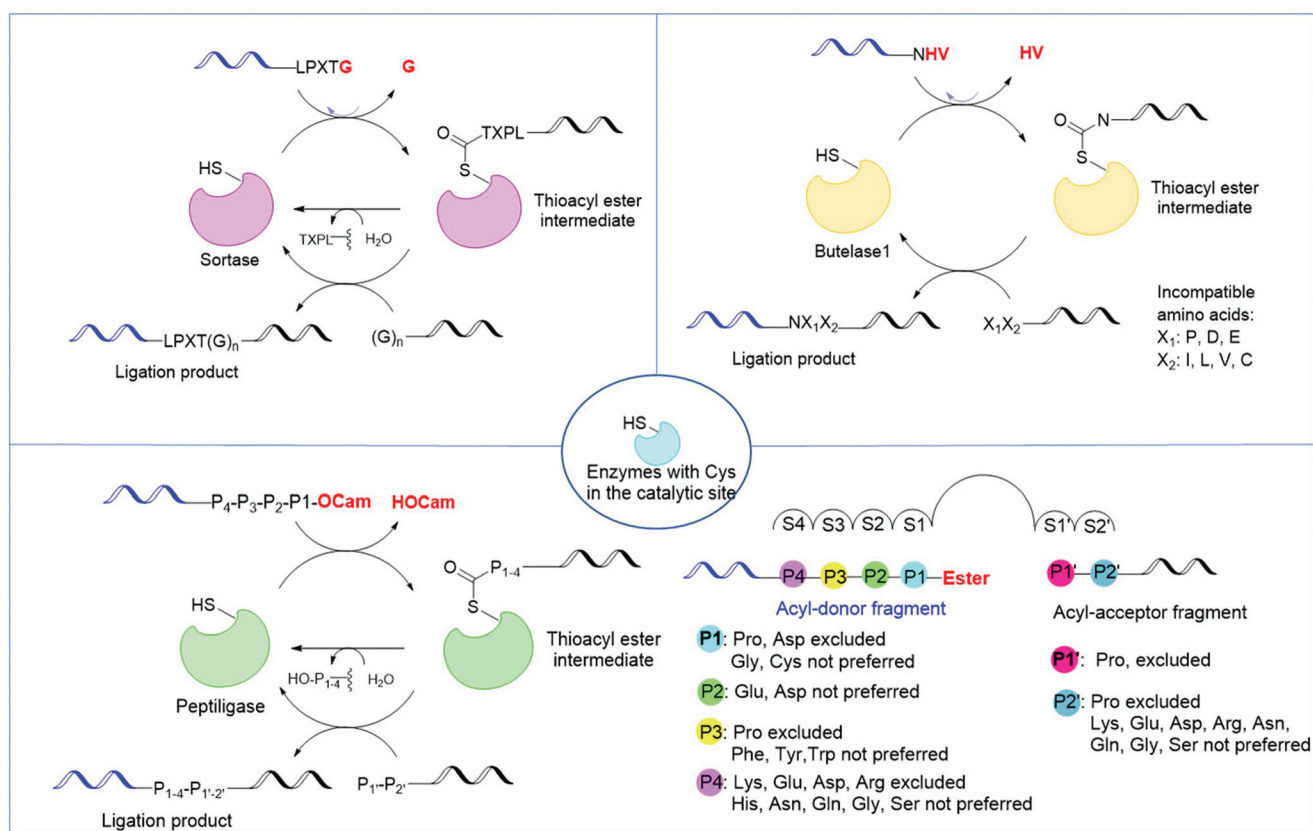 LPXTG
G
O
TXPL
S
HS
Thioacyl ester
intermediate
TXPL
H₂O
Sortase
LPXT(G)ₙ
(G)ₙ
Ligation product
NHV
HV
O
N
S
HS
Thioacyl ester
intermediate
Butelase1
NX₁X₂
X₁X₂
Ligation product
Incompatible
amino acids:
X₁: P, D, E
X₂: I, L, V, C
HS
Enzymes with Cys
in the catalytic site
P₄-P₃-P₂-P1-OCam
HOCam
O
P₁₋₄
S
HS
Thioacyl ester
intermediate
HO-P₁₋₄
H₂O
Peptiligase
P₁₋₄-P₁'₋₂'
P₁'-P₂'
Ligation product
S4 S3 S2 S1 S1' S2'
P4 P3 P2 P1 Ester P1' P2'
Acyl-donor fragment
Acyl-acceptor fragment
P1: Pro, Asp excluded
Gly, Cys not preferred
P2: Glu, Asp not preferred
P3: Pro excluded
Phe, Tyr,Trp not preferred
P4: Lys, Glu, Asp, Arg excluded
His, Asn, Gln, Gly, Ser not preferred
P1': Pro, excluded
P2': Pro excluded
Lys, Glu, Asp, Arg, Asn,
Gln, Gly, Ser not preferred